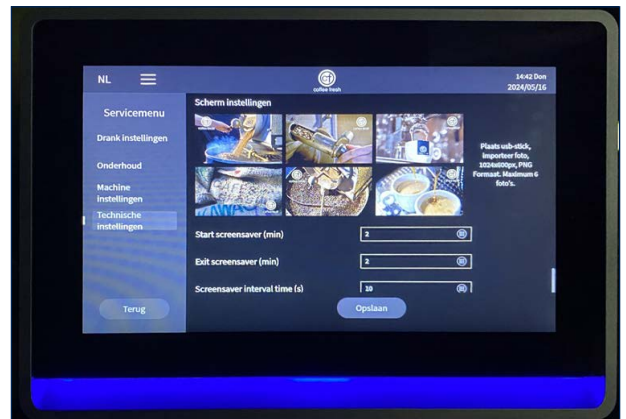 NL
coffee fresh
14:42 Don
2024/05/16
Servicemenu
Drank instellingen
Onderhoud
Machine
instellingen
Technische
instellingen
Terug
Scherm instellingen
Plaats usb-stick,
importeer foto,
1024x600px, PNG
Formaat. Maximum 6
foto's.
Start screensaver (min)
2
Exit screensaver (min)
2
Screensaver interval time (s)
10
Opslaan